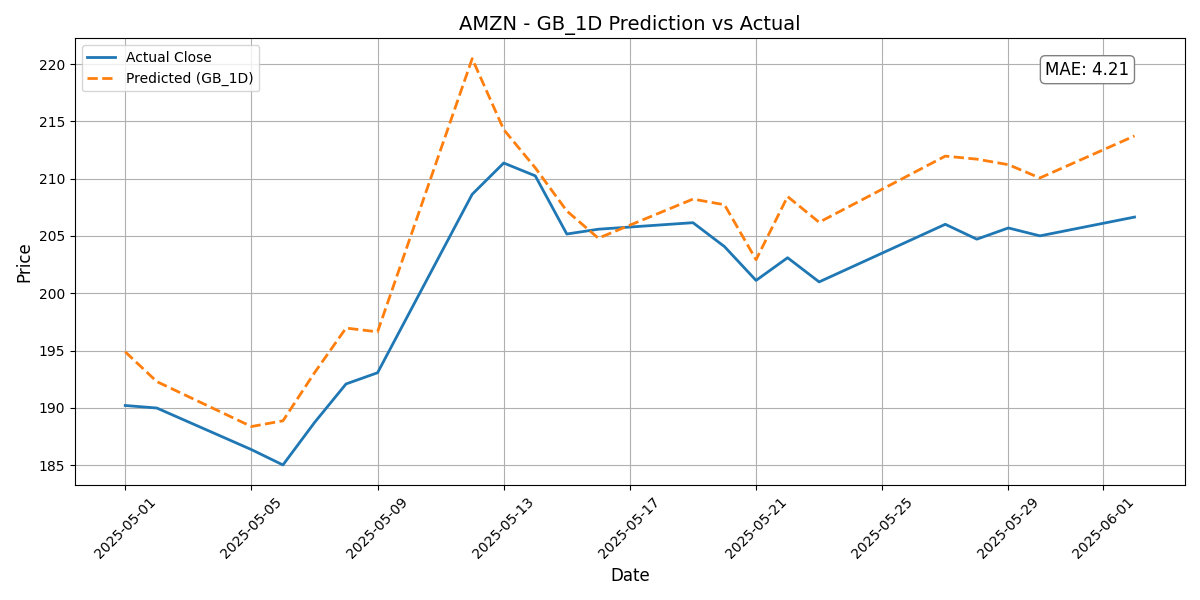 AMZN - GB_1D Prediction vs Actual
Actual Close
Predicted (GB_1D)
MAE: 4.21
Price
220
215
210
205
200
195
190
185
2025-05-01
2025-05-05
2025-05-09
2025-05-13
2025-05-17
2025-05-21
2025-05-25
2025-05-29
2025-06-01
Date